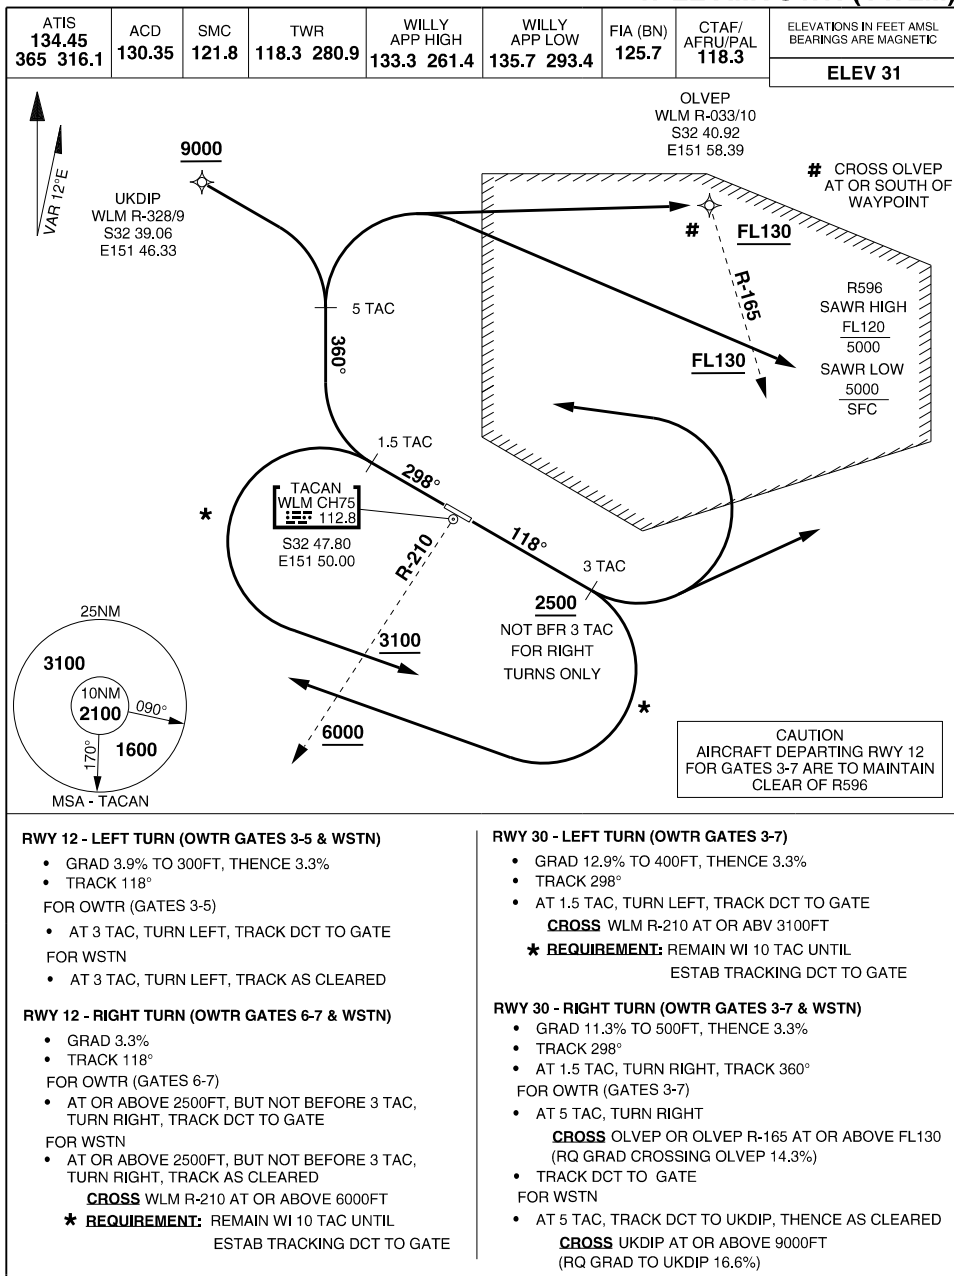 ATIS
134.45
365 316.1
ACD
130.35
SMC
121.8
TWR
118.3 280.9
WILLY
APP HIGH
133.3 261.4
WILLY
APP LOW
135.7 293.4
FIA (BN)
125.7
CTAF/
AFRU/PAL
118.3
ELEVATIONS IN FEET AMSL
BEARINGS ARE MAGNETIC
ELEV 31
VAR 12°E
9000
UKDIP
WLM R-328/9
S32 39.06
E151 46.33
OLVEP
WLM R-033/10
S32 40.92
E151 58.39
# CROSS OLVEP
AT OR SOUTH OF
WAYPOINT
#
FL130
R-165
5 TAC
360°
R596
SAWR HIGH
FL120
5000
SAWR LOW
5000
SFC
FL130
1.5 TAC
298°
TACAN
WLM CH75
112.8
S32 47.80
E151 50.00
*
R-210
118°
3 TAC
2500
NOT BFR 3 TAC
FOR RIGHT
TURNS ONLY
3100
6000
*
25NM
3100
10NM
2100
090°
170°
1600
MSA - TACAN
CAUTION
AIRCRAFT DEPARTING RWY 12
FOR GATES 3-7 ARE TO MAINTAIN
CLEAR OF R596
RWY 12 - LEFT TURN (OWTR GATES 3-5 & WSTN)
• GRAD 3.9% TO 300FT, THENCE 3.3%
• TRACK 118°
FOR OWTR (GATES 3-5)
• AT 3 TAC, TURN LEFT, TRACK DCT TO GATE
FOR WSTN
• AT 3 TAC, TURN LEFT, TRACK AS CLEARED
RWY 12 - RIGHT TURN (OWTR GATES 6-7 & WSTN)
• GRAD 3.3%
• TRACK 118°
FOR OWTR (GATES 6-7)
• AT OR ABOVE 2500FT, BUT NOT BEFORE 3 TAC,
TURN RIGHT, TRACK DCT TO GATE
FOR WSTN
• AT OR ABOVE 2500FT, BUT NOT BEFORE 3 TAC,
TURN RIGHT, TRACK AS CLEARED
CROSS WLM R-210 AT OR ABOVE 6000FT
* REQUIREMENT: REMAIN WI 10 TAC UNTIL
ESTAB TRACKING DCT TO GATE
RWY 30 - LEFT TURN (OWTR GATES 3-7)
• GRAD 12.9% TO 400FT, THENCE 3.3%
• TRACK 298°
• AT 1.5 TAC, TURN LEFT, TRACK DCT TO GATE
CROSS WLM R-210 AT OR ABV 3100FT
* REQUIREMENT: REMAIN WI 10 TAC UNTIL
ESTAB TRACKING DCT TO GATE
RWY 30 - RIGHT TURN (OWTR GATES 3-7 & WSTN)
• GRAD 11.3% TO 500FT, THENCE 3.3%
• TRACK 298°
• AT 1.5 TAC, TURN RIGHT, TRACK 360°
FOR OWTR (GATES 3-7)
• AT 5 TAC, TURN RIGHT
CROSS OLVEP OR OLVEP R-165 AT OR ABOVE FL130
(RQ GRAD CROSSING OLVEP 14.3%)
• TRACK DCT TO GATE
FOR WSTN
• AT 5 TAC, TRACK DCT TO UKDIP, THENCE AS CLEARED
CROSS UKDIP AT OR ABOVE 9000FT
(RQ GRAD TO UKDIP 16.6%)